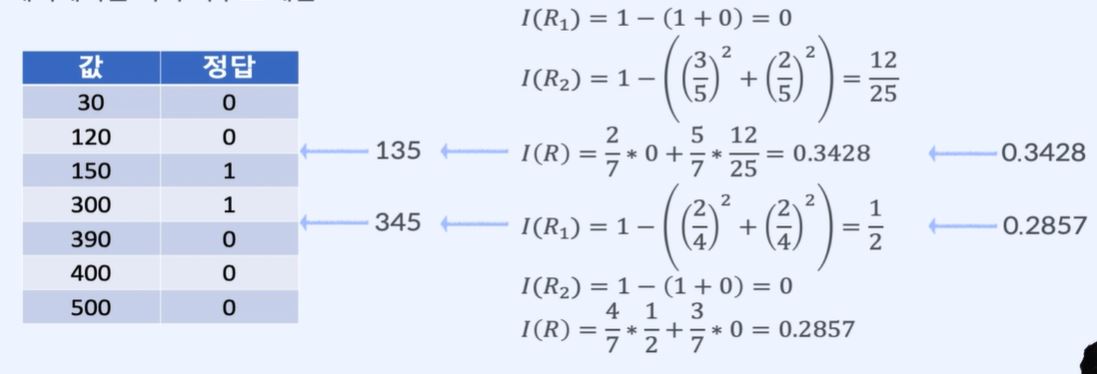 값 정답
30 0
120 0
150 1
300 1
390 0
400 0
500 0
135
345
I(R₁) = 1 − (1 + 0) = 0
I(R₂) = 1 − ((3/5)² + (2/5)²) = 12/25
I(R) = 2/7 * 0 + 5/7 * 12/25 = 0.3428
I(R₁) = 1 − ((2/4)² + (2/4)²) = 1/2
I(R₂) = 1 − (1 + 0) = 0
I(R) = 4/7 * 1/2 + 3/7 * 0 = 0.2857
0.3428
0.2857